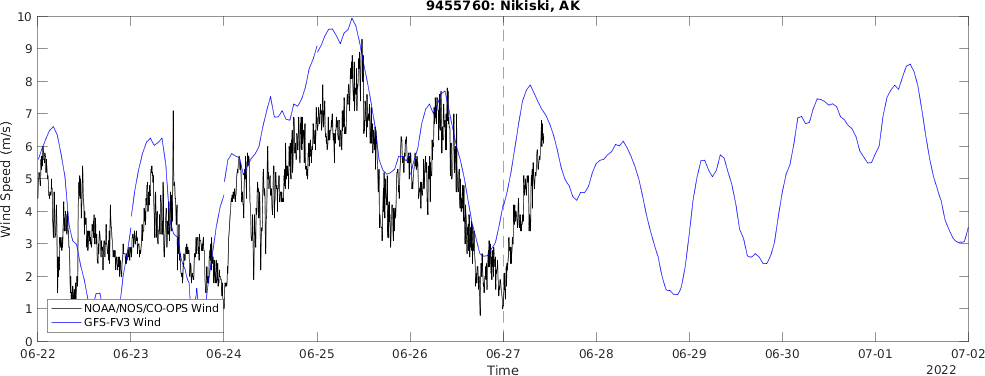 9455760: Nikiski, AK
Wind Speed (m/s)
10
9
8
7
6
5
4
3
2
1
0
NOAA/NOS/CO-OPS Wind
GFS-FV3 Wind
06-22 06-23 06-24 06-25 06-26 06-27 06-28 06-29 06-30 07-01 07-02
Time
2022